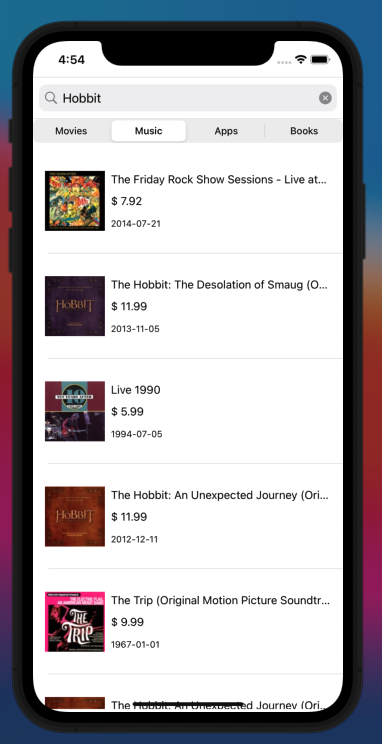 4:54
Hobbit
Movies Music Apps Books
The Friday Rock Show Sessions - Live at...
$ 7.92
2014-07-21
HOBBIT
The Hobbit: The Desolation of Smaug (O...
$ 11.99
2013-11-05
Live 1990
$ 5.99
1994-07-05
HOBBIT
The Hobbit: An Unexpected Journey (Ori...
$ 11.99
2012-12-11
THE TRIP
The Trip (Original Motion Picture Soundtr...
$ 9.99
1967-01-01
The Hobbit: An Unexpected Journey (Ori...